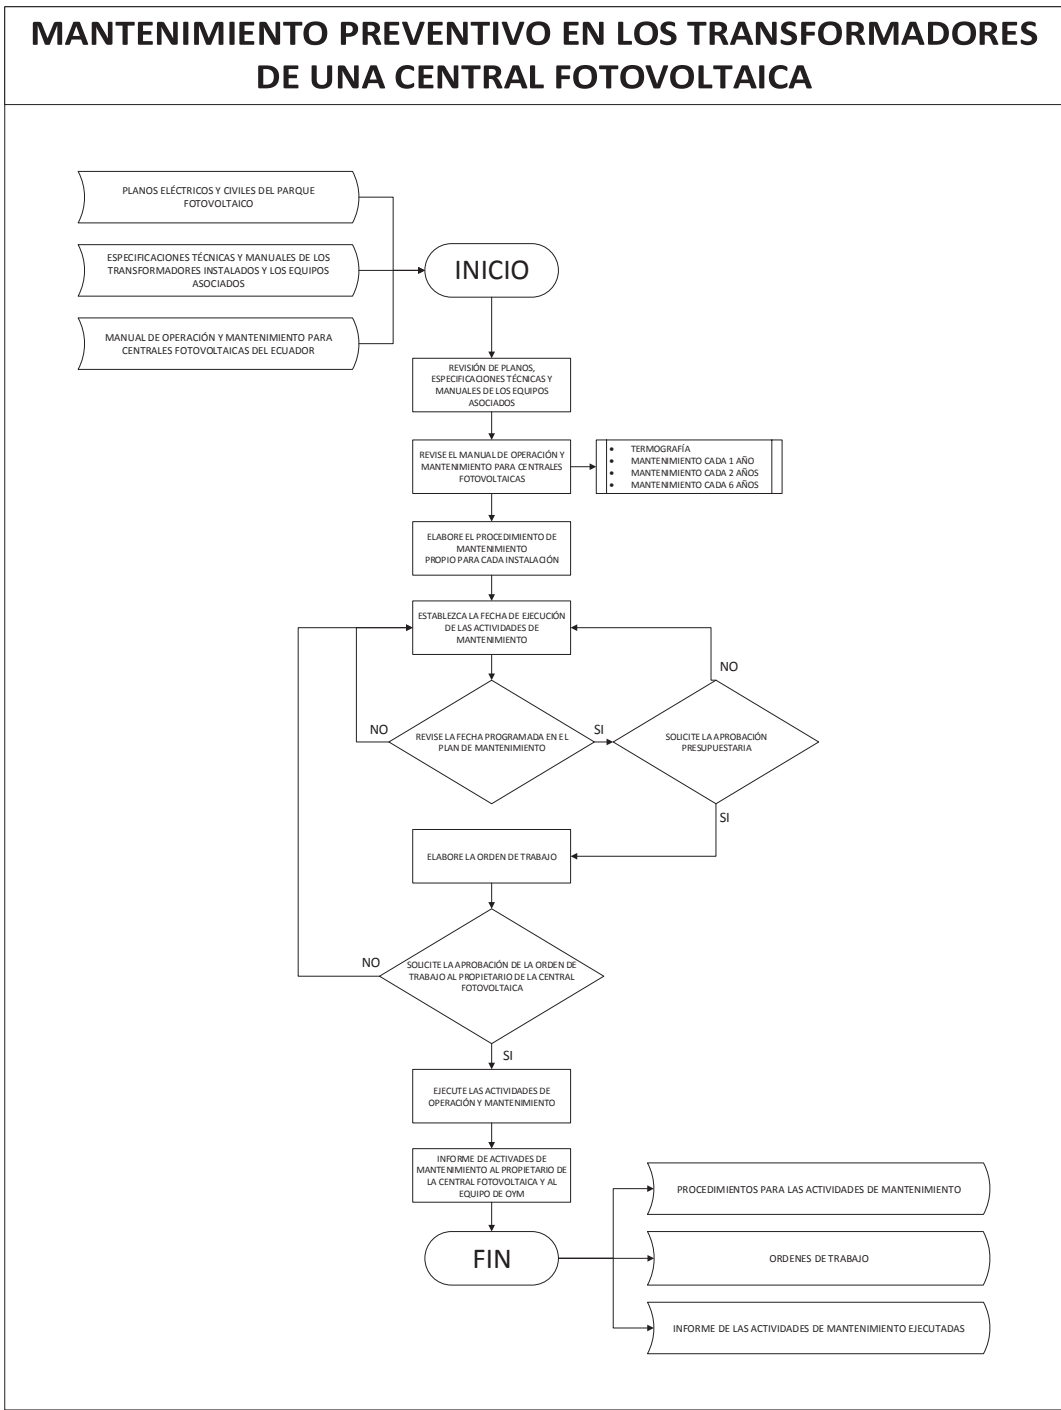 MANTENIMIENTO PREVENTIVO EN LOS TRANSFORMADORES
DE UNA CENTRAL FOTOVOLTAICA
PLANOS ELÉCTRICOS Y CIVILES DEL PARQUE
FOTOVOLTAICO
ESPECIFICACIONES TÉCNICAS Y MANUALES DE LOS
TRANSFORMADORES INSTALADOS Y LOS EQUIPOS
ASOCIADOS
MANUAL DE OPERACIÓN Y MANTENIMIENTO PARA
CENTRALES FOTOVOLTAICAS DEL ECUADOR
INICIO
REVISIÓN DE PLANOS,
ESPECIFICACIONES TÉCNICAS Y
MANUALES DE LOS EQUIPOS
ASOCIADOS
REVISE EL MANUAL DE OPERACIÓN Y
MANTENIMIENTO PARA CENTRALES
FOTOVOLTAICAS
• TERMOGRAFÍA
• MANTENIMIENTO CADA 1 AÑO
• MANTENIMIENTO CADA 2 AÑOS
• MANTENIMIENTO CADA 6 AÑOS
ELABORE EL PROCEDIMIENTO DE
MANTENIMIENTO
PROPIO PARA CADA INSTALACIÓN
ESTABLEZCA LA FECHA DE EJECUCIÓN
DE LAS ACTIVIDADES DE
MANTENIMIENTO
NO
REVISE LA FECHA PROGRAMADA EN EL
PLAN DE MANTENIMIENTO
SI
NO
SOLICITE LA APROBACIÓN
PRESUPUESTARIA
SI
ELABORE LA ORDEN DE TRABAJO
NO
SOLICITE LA APROBACIÓN DE LA ORDEN DE
TRABAJO AL PROPIETARIO DE LA CENTRAL
FOTOVOLTAICA
SI
EJECUTE LAS ACTIVIDADES DE
OPERACIÓN Y MANTENIMIENTO
INFORME DE ACTIVADES DE
MANTENIMIENTO AL PROPIETARIO DE
LA CENTRAL FOTOVOLTAICA Y AL
EQUIPO DE OYM
FIN
PROCEDIMIENTOS PARA LAS ACTIVIDADES DE MANTENIMIENTO
ORDENES DE TRABAJO
INFORME DE LAS ACTIVIDADES DE MANTENIMIENTO EJECUTADAS